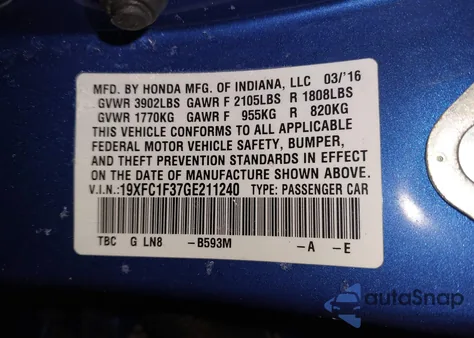 MFD. BY HONDA MFG. OF INDIANA, LLC 03/'16
GVWR 3902LBS GAWR F 2105LBS R 1808LBS
GVWR 1770KG GAWR F 955KG R 820KG
THIS VEHICLE CONFORMS TO ALL APPLICABLE
FEDERAL MOTOR VEHICLE SAFETY, BUMPER,
AND THEFT PREVENTION STANDARDS IN EFFECT
ON THE DATE OF MANUFACTURE SHOWN ABOVE.
V.I.N.:19XFC1F37GE211240 TYPE: PASSENGER CAR
TBC G LN8 -B593M -A -E
autoSnap